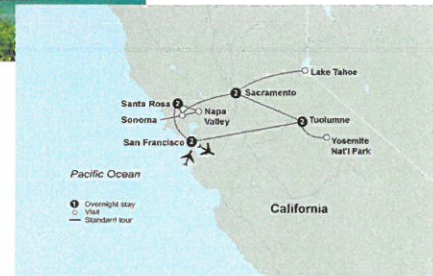 Lake Tahoe
2 Sacramento
Santa Rosa 2
Napa
Valley
Sonoma
2 Tuolumne
San Francisco 2
Yosemite
Nat'l Park
Pacific Ocean
California
1 Overnight stay
Visit
Standard tour